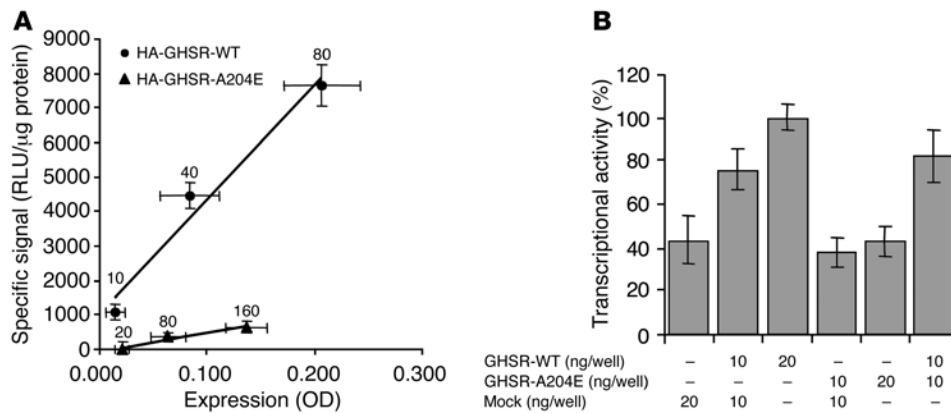 A
Specific signal (RLU/μg protein)
9000
8000
7000
6000
5000
4000
3000
2000
1000
0
HA-GHSR-WT
HA-GHSR-A204E
80
40
10
20
80
160
0.000 0.100 0.200 0.300
Expression (OD)
B
Transcriptional activity (%)
120
100
80
60
40
20
0
GHSR-WT (ng/well) – 10 20 – – 10
GHSR-A204E (ng/well) – – – 10 20 10
Mock (ng/well) 20 10 – 10 – –